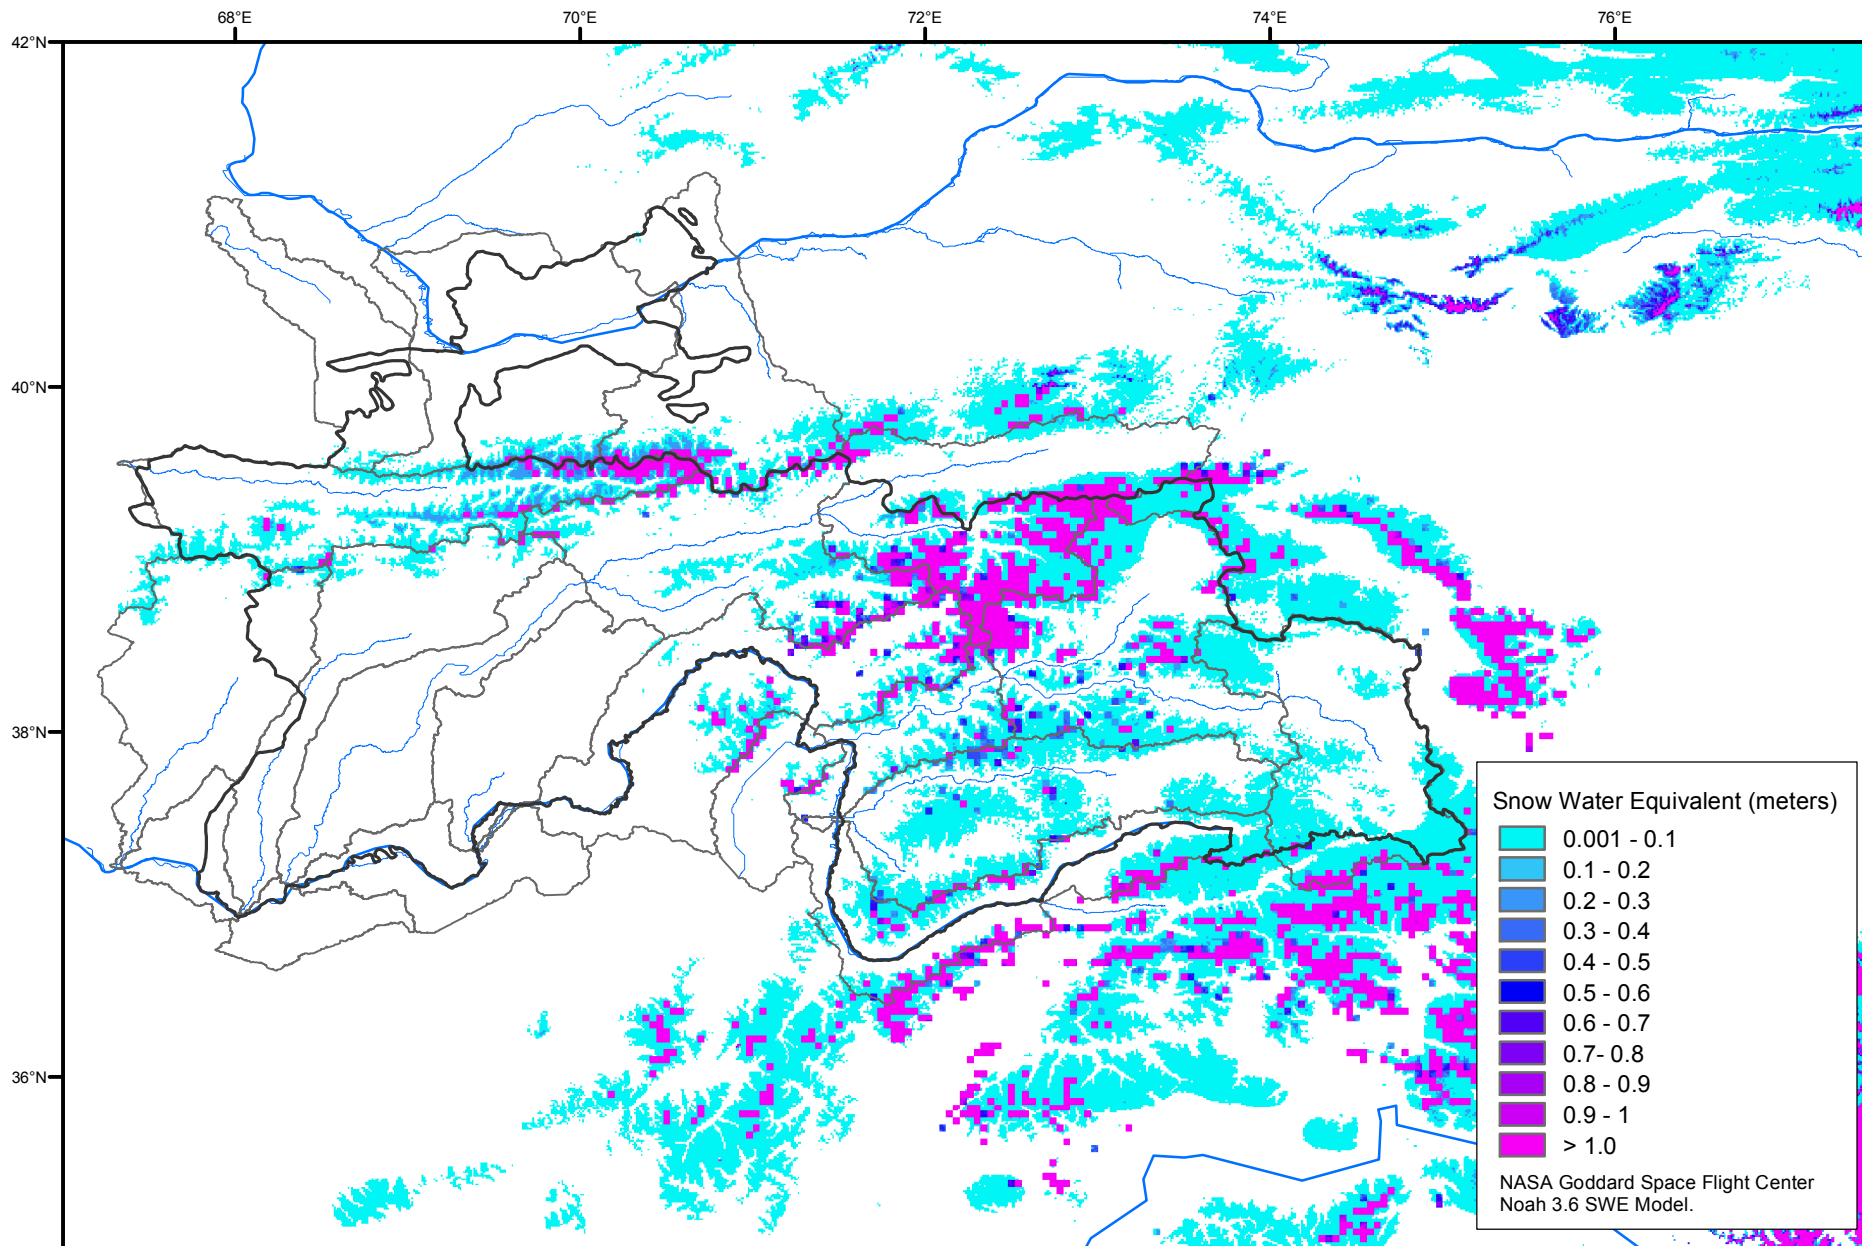 68°E
70°E
72°E
74°E
76°E
42°N
40°N
38°N
36°N
Snow Water Equivalent (meters)
0.001 - 0.1
0.1 - 0.2
0.2 - 0.3
0.3 - 0.4
0.4 - 0.5
0.5 - 0.6
0.6 - 0.7
0.7- 0.8
0.8 - 0.9
0.9 - 1
> 1.0
NASA Goddard Space Flight Center
Noah 3.6 SWE Model.